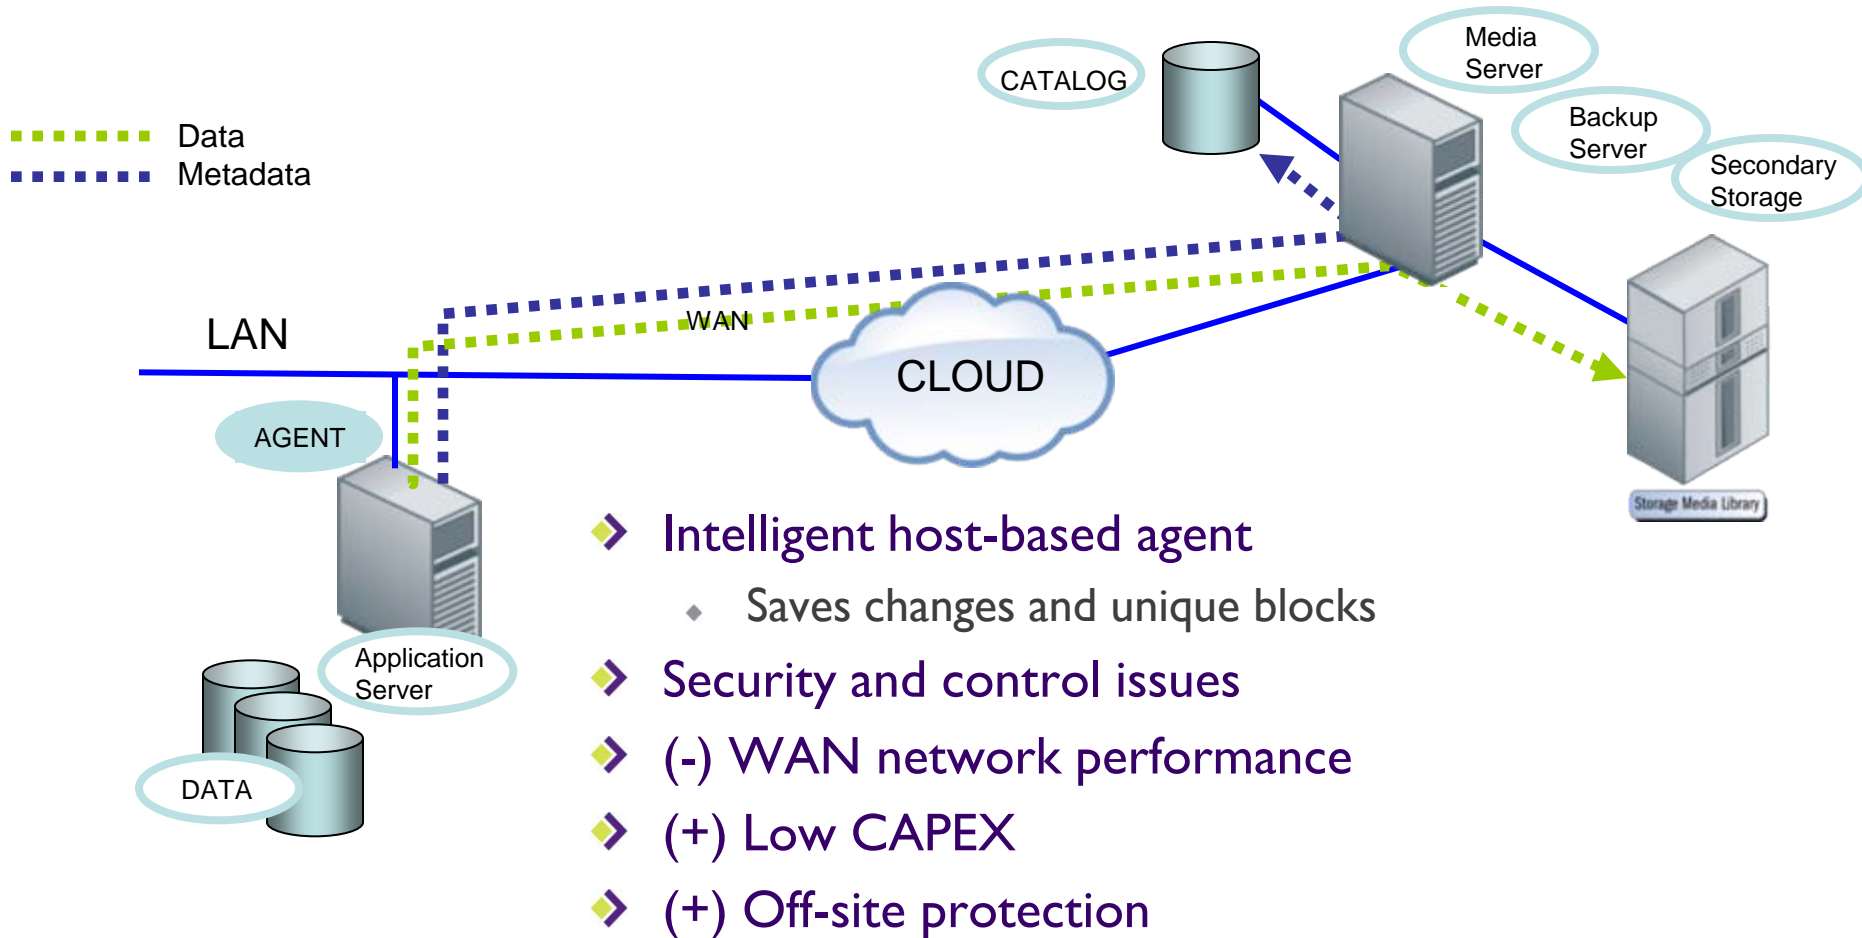 Media
Server
CATALOG
Backup
Server
Data
Secondary
Storage
Metadata
WAN
LAN
CLOUD
AGENT
Storage Media Library
Intelligent host-based agent
Saves changes and unique blocks
Application
Server
Security and control issues
(-) WAN network performance
DATA
(+) Low CAPEX
(+) Off-site protection